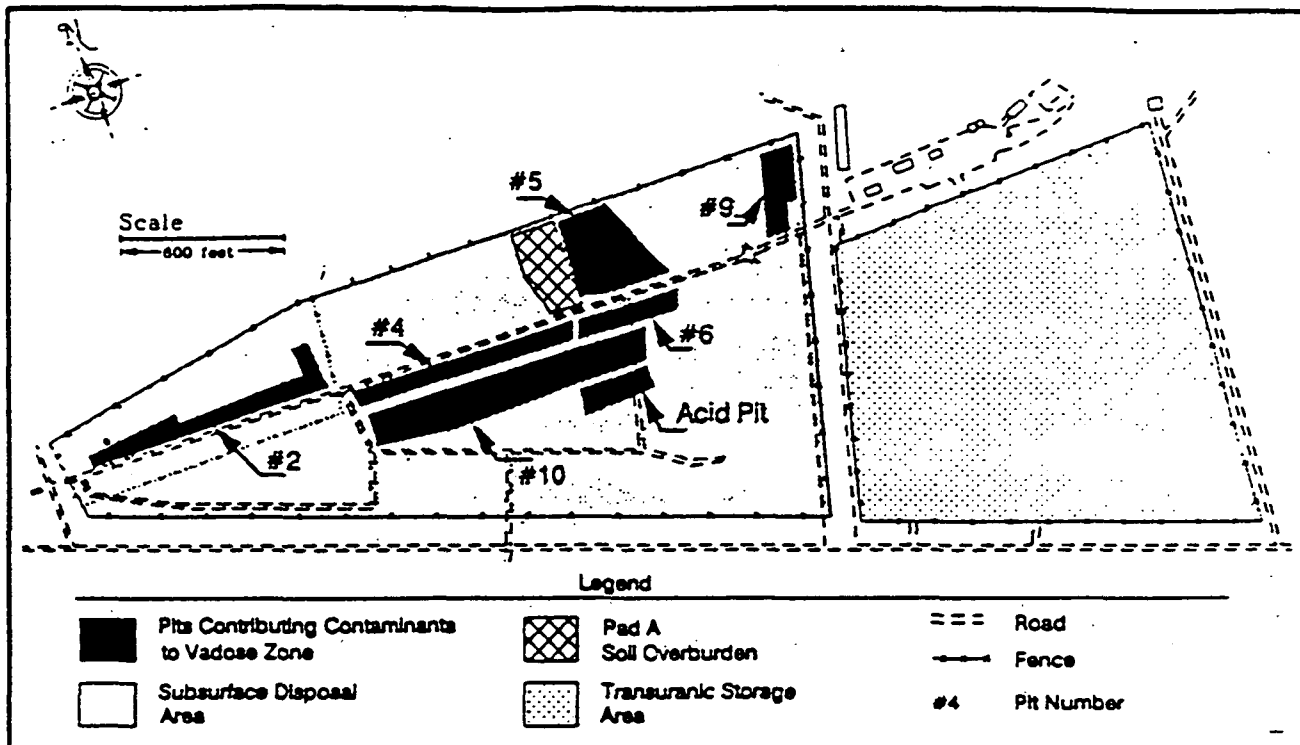 #5
#9
Scale
600 feet
#4
#6
Acid Pit
#2
#10
Legend
Pits Contributing Contaminants
to Vadose Zone
Pad A
Soil Overburden
Road
Fence
Subsurface Disposal
Area
Transuranic Storage
Area
#4
Pit Number